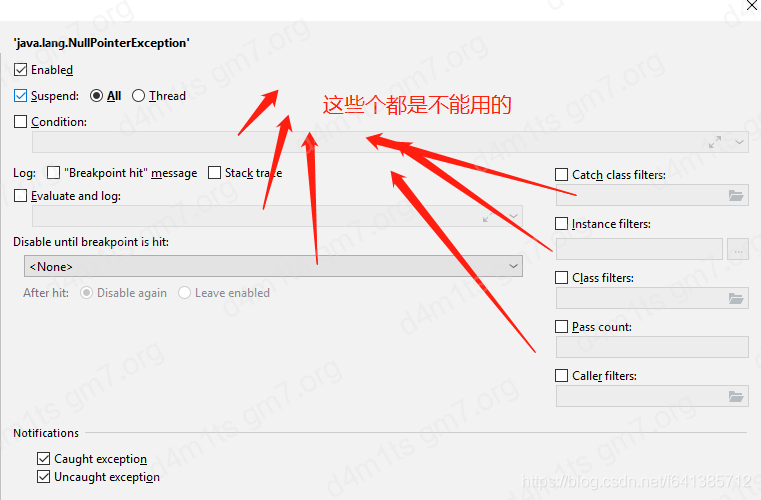 'java.lang.NullPointerException'
Enabled
Suspend: All Thread
这些个都是不能用的
Condition:
Log: "Breakpoint hit" message Stack trace
Catch class filters:
Evaluate and log:
Instance filters:
...
Disable until breakpoint is hit:
<None>
Class filters:
After hit: Disable again Leave enabled
Pass count:
Caller filters:
Notifications
Caught exception
Uncaught exception
d4m1ts gm7.org
https://blog.csdn.net/i641385712